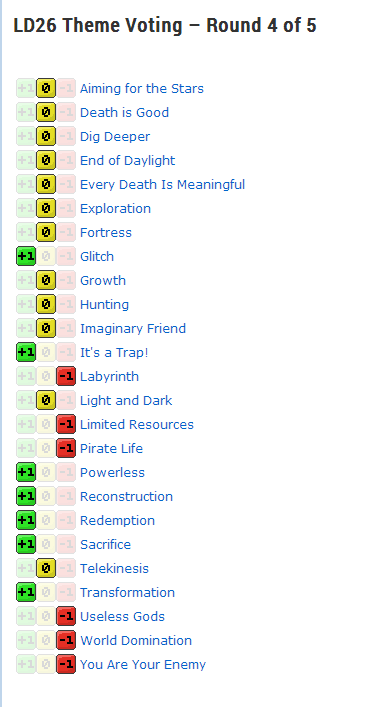 LD26 Theme Voting – Round 4 of 5
+1 0 -1 Aiming for the Stars
+1 0 -1 Death is Good
+1 0 -1 Dig Deeper
+1 0 -1 End of Daylight
+1 0 -1 Every Death Is Meaningful
+1 0 -1 Exploration
+1 0 -1 Fortress
+1 0 -1 Glitch
+1 0 -1 Growth
+1 0 -1 Hunting
+1 0 -1 Imaginary Friend
+1 0 -1 It's a Trap!
+1 0 -1 Labyrinth
+1 0 -1 Light and Dark
+1 0 -1 Limited Resources
+1 0 -1 Pirate Life
+1 0 -1 Powerless
+1 0 -1 Reconstruction
+1 0 -1 Redemption
+1 0 -1 Sacrifice
+1 0 -1 Telekinesis
+1 0 -1 Transformation
+1 0 -1 Useless Gods
+1 0 -1 World Domination
+1 0 -1 You Are Your Enemy